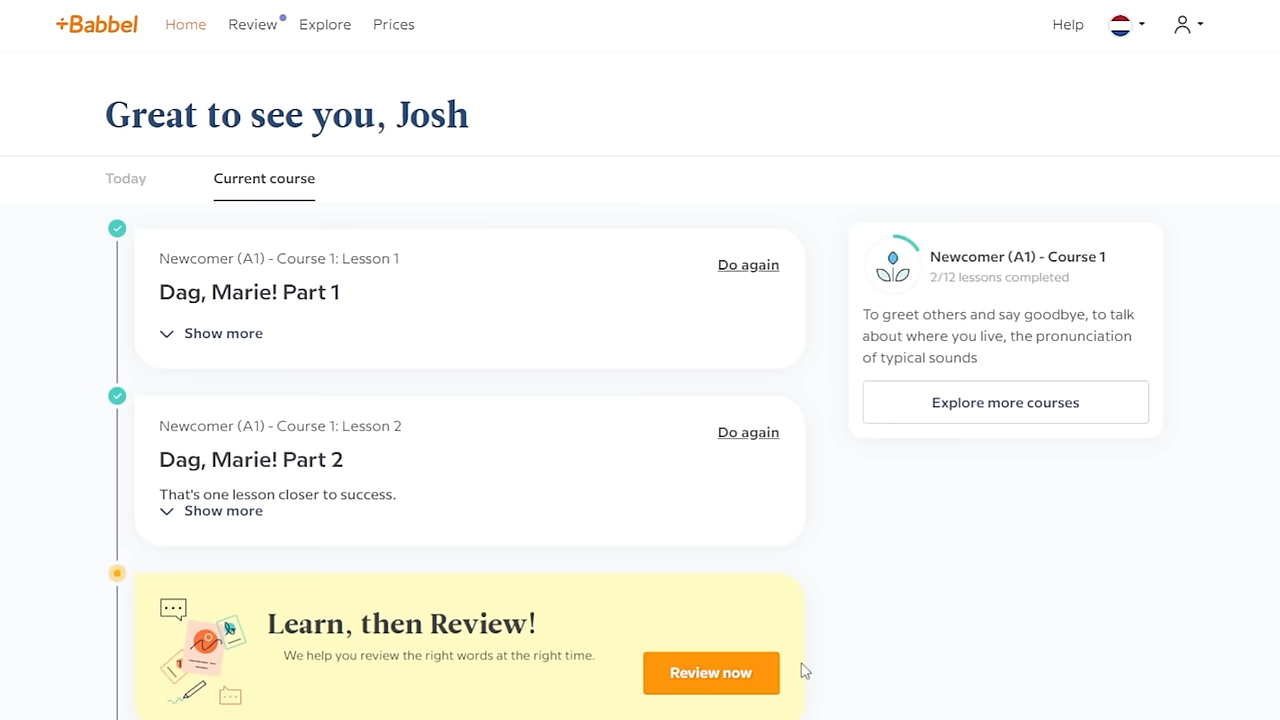 +Babbel Home Review Explore Prices Help
Great to see you, Josh
Today Current course
Newcomer (A1) - Course 1: Lesson 1
Do again
Dag, Marie! Part 1
Show more
Newcomer (A1) - Course 1: Lesson 2
Do again
Dag, Marie! Part 2
That's one lesson closer to success.
Show more
Learn, then Review!
We help you review the right words at the right time.
Review now
Newcomer (A1) - Course 1
2/12 lessons completed
To greet others and say goodbye, to talk
about where you live, the pronunciation
of typical sounds
Explore more courses